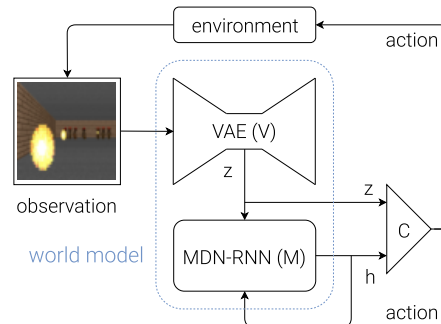 environment
action
VAE (V)
z
observation
z
C
world model
MDN-RNN (M)
h
action